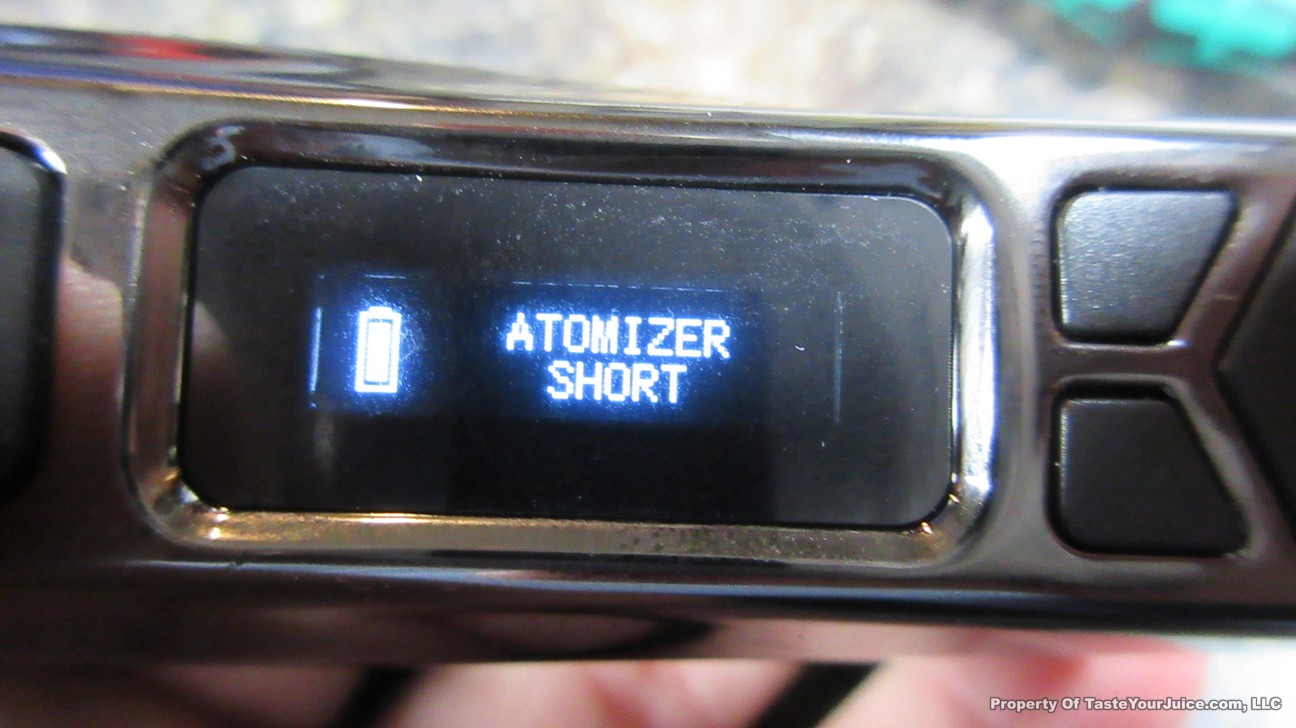 ATOMIZER
SHORT
Property Of TasteYourJuice.com, LLC